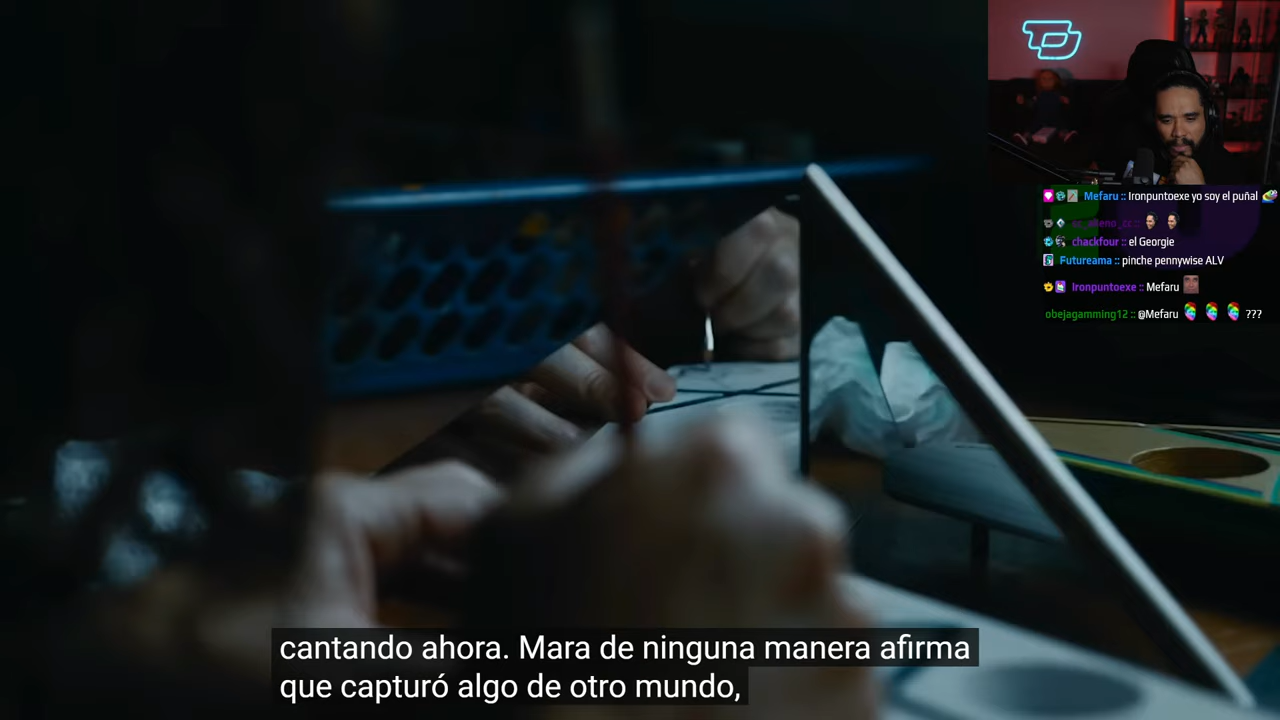 Mefaru :: Ironpuntoexe yo soy el puñal
chackfour :: el Georgie
Futureama :: pinche pennywise ALV
Ironpuntoexe :: Mefaru
obejagamming12 :: @Mefaru ???
cantando ahora. Mara de ninguna manera afirma
que capturó algo de otro mundo,